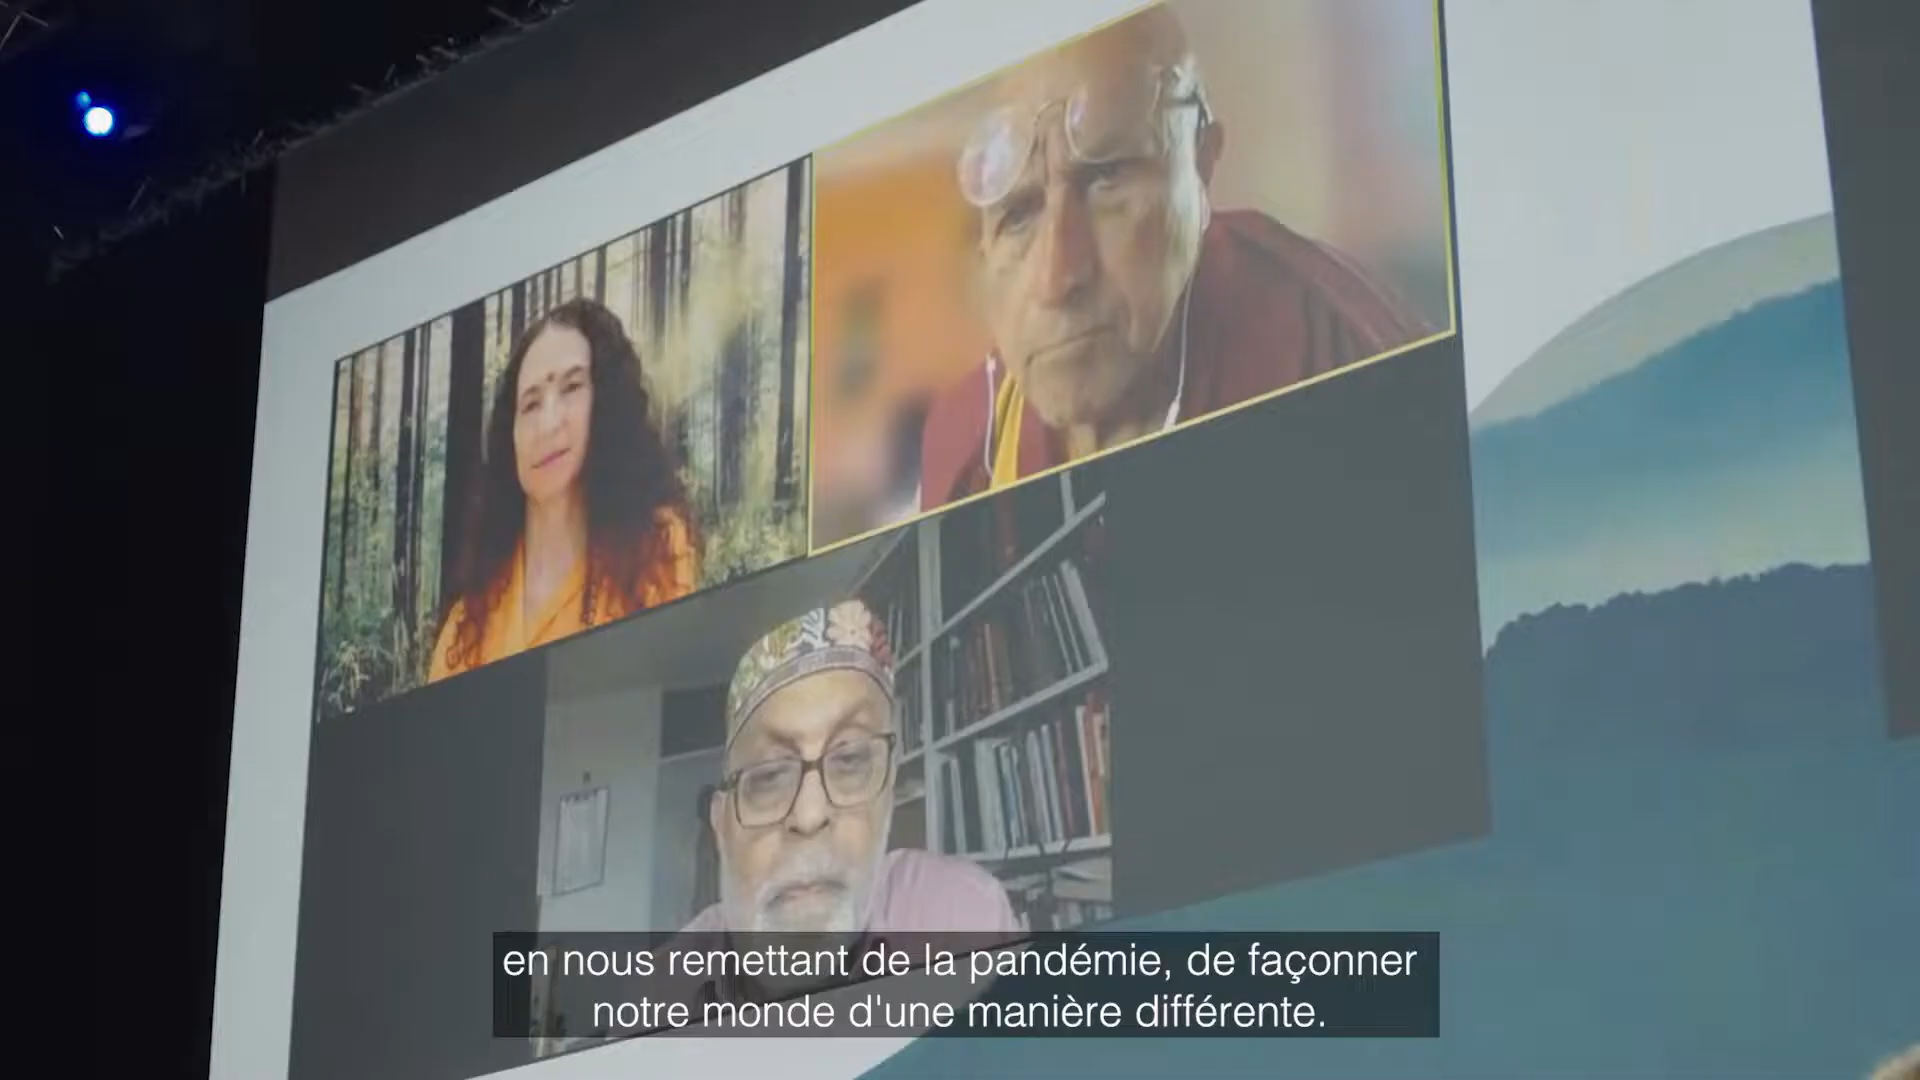 en nous remettant de la pandémie, de façonner
notre monde d'une manière différente.